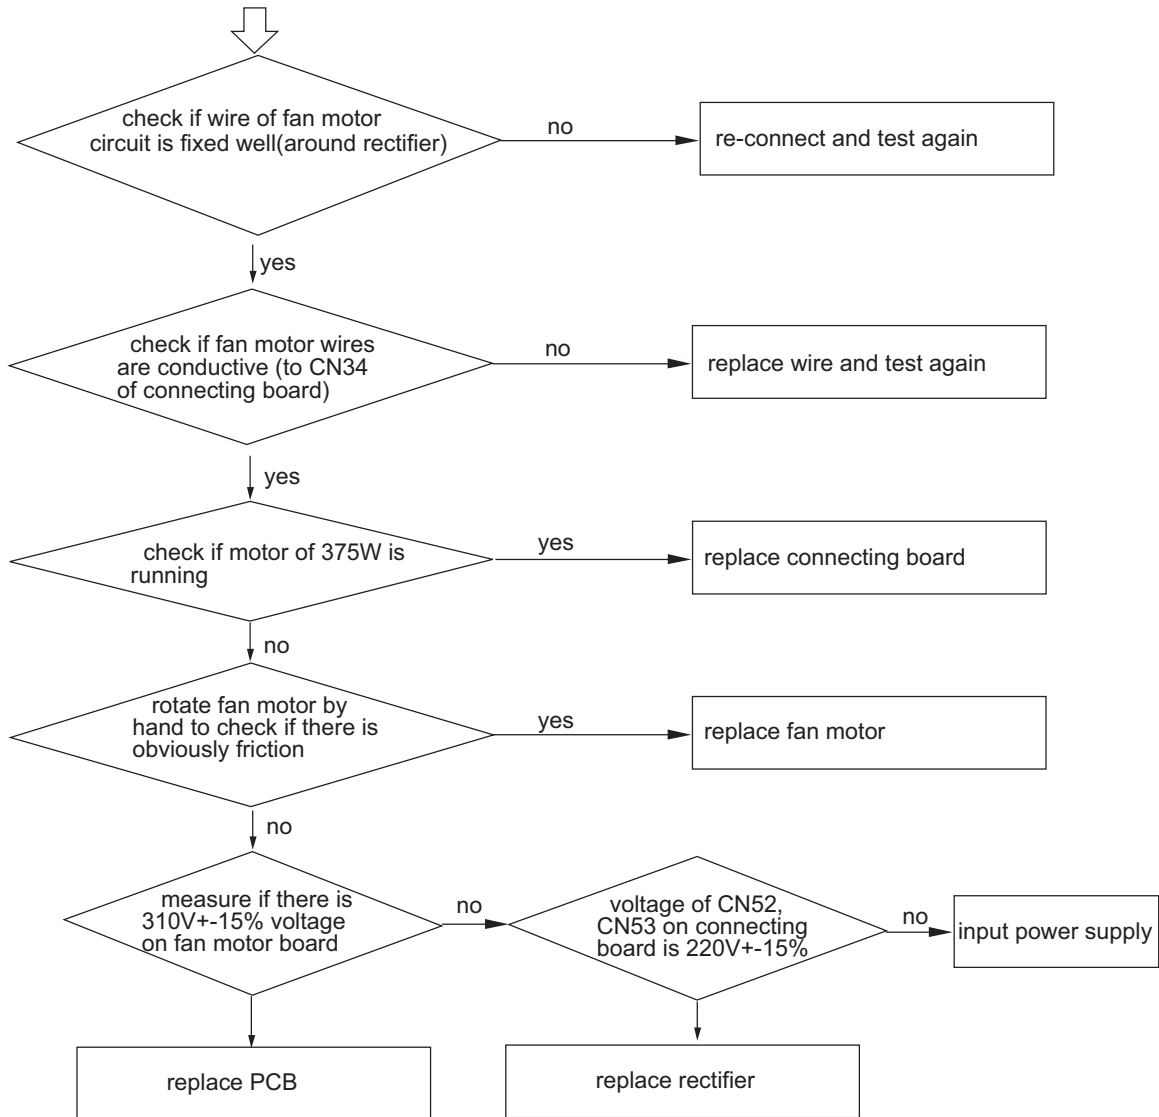 check if wire of fan motor
circuit is fixed well(around rectifier)
no
re-connect and test again
yes
check if fan motor wires
are conductive (to CN34
of connecting board)
no
replace wire and test again
yes
check if motor of 375W is
running
yes
replace connecting board
no
rotate fan motor by
hand to check if there is
obviously friction
yes
replace fan motor
no
measure if there is
310V+-15% voltage
on fan motor board
no
voltage of CN52,
CN53 on connecting
board is 220V+-15%
no
input power supply
replace PCB
replace rectifier